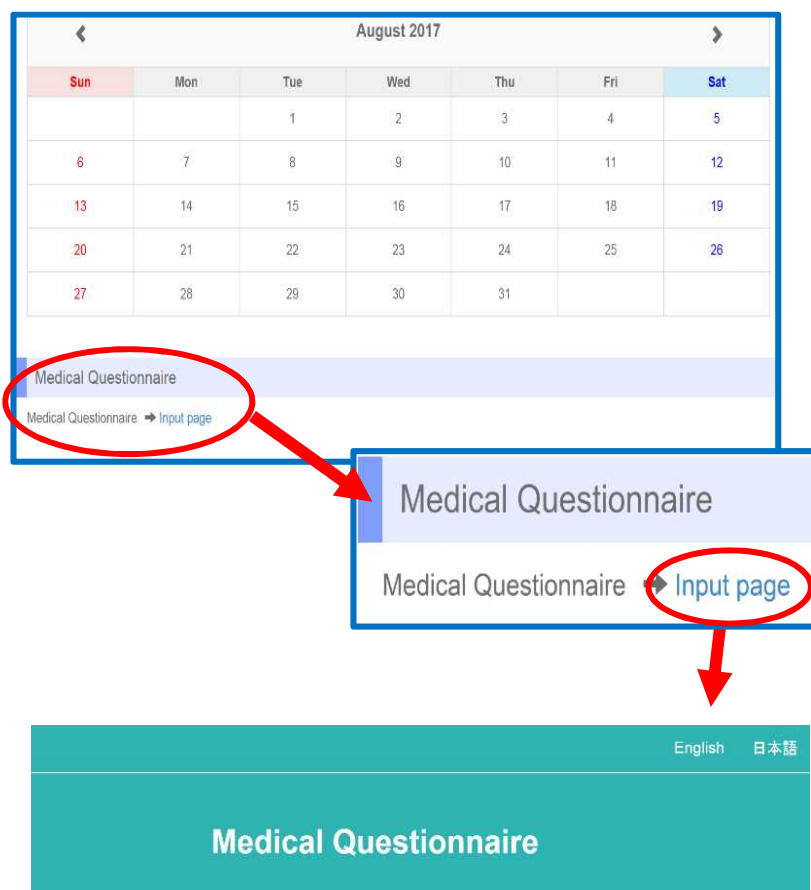 August 2017
Sun Mon Tue Wed Thu Fri Sat
1 2 3 4 5
6 7 8 9 10 11 12
13 14 15 16 17 18 19
20 21 22 23 24 25 26
27 28 29 30 31
Medical Questionnaire
Medical Questionnaire ➔ Input page
Medical Questionnaire
Medical Questionnaire ➔ Input page
English 日本語
Medical Questionnaire